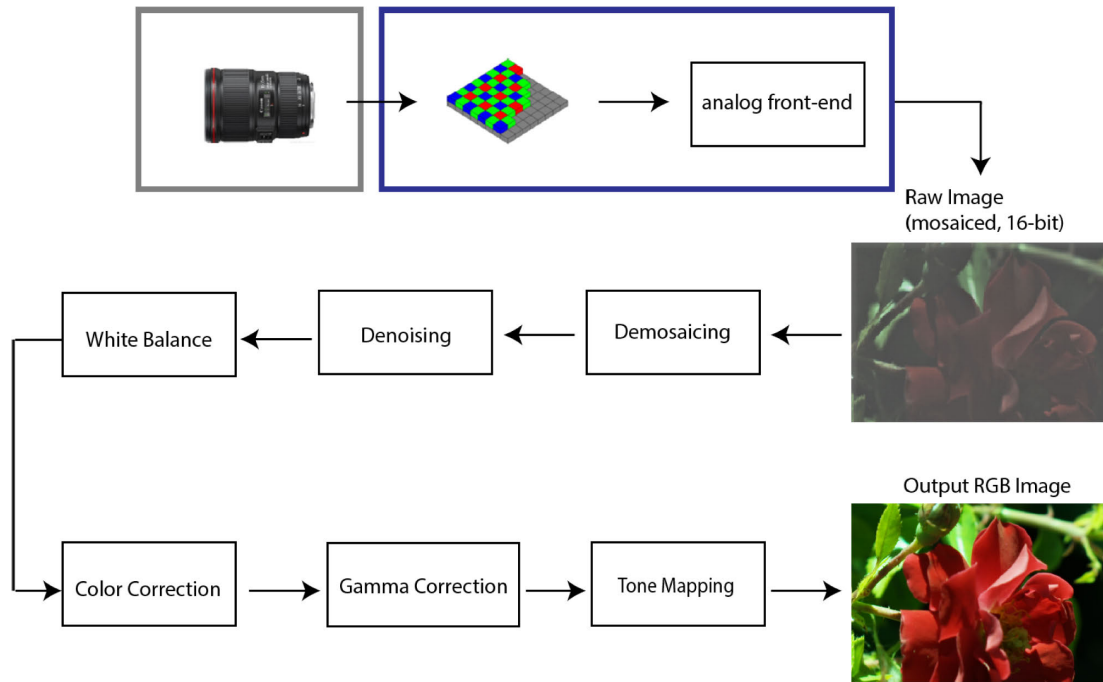 analog front-end
Raw Image
(mosaiced, 16-bit)
Demosaicing
Denoising
White Balance
Color Correction
Gamma Correction
Tone Mapping
Output RGB Image